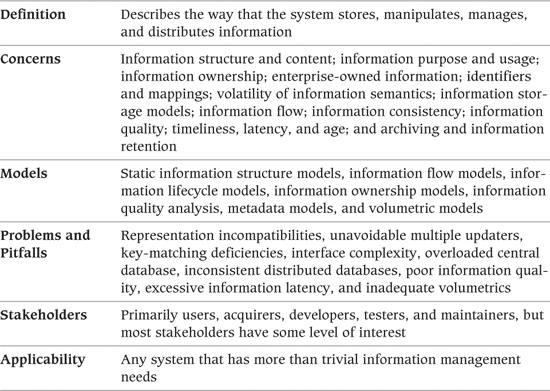 Definition Describes the way that the system stores, manipulates, manages,
and distributes information
Concerns Information structure and content; information purpose and usage;
information ownership; enterprise-owned information; identifiers
and mappings; volatility of information semantics; information stor-
age models; information flow; information consistency; information
quality; timeliness, latency, and age; and archiving and information
retention
Models Static information structure models, information flow models, infor-
mation lifecycle models, information ownership models, information
quality analysis, metadata models, and volumetric models
Problems and Representation incompatibilities, unavoidable multiple updaters,
Pitfalls key-matching deficiencies, interface complexity, overloaded central
database, inconsistent distributed databases, poor information qual-
ity, excessive information latency, and inadequate volumetrics
Stakeholders Primarily users, acquirers, developers, testers, and maintainers, but
most stakeholders have some level of interest
Applicability Any system that has more than trivial information management
needs